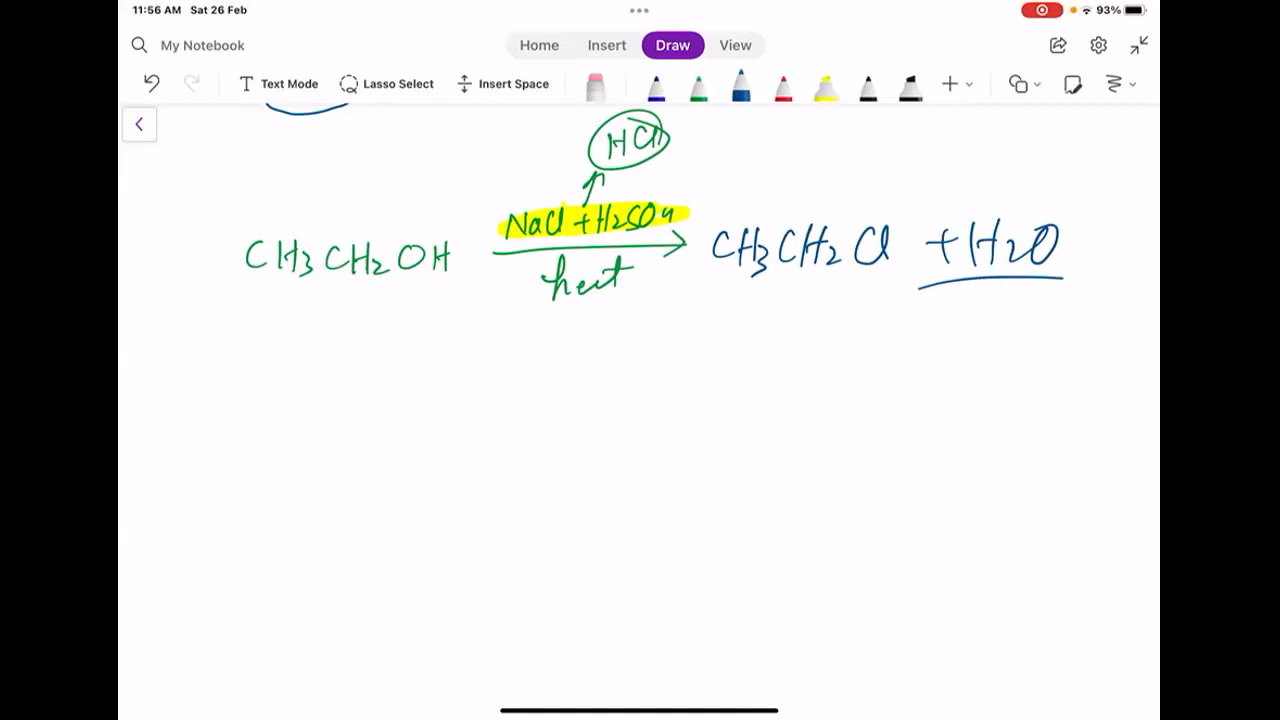 11:56 AM Sat 26 Feb
93%
My Notebook
Home Insert Draw View
Text Mode Lasso Select Insert Space
HCl
NaCl + H2SO4
CH3CH2OH CH3CH2Cl + H2O
heat